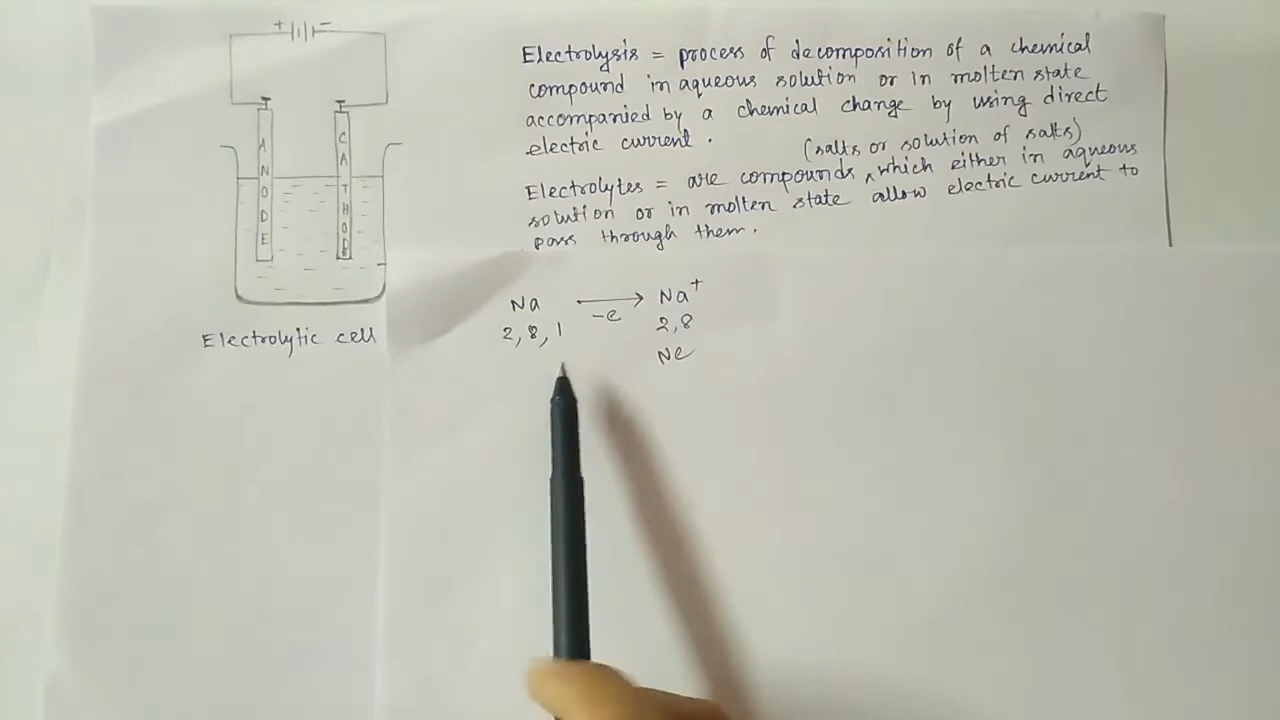 + −
ANODE
CATHODE
Electrolytic cell
Electrolysis = process of decomposition of a chemical
compound in aqueous solution or in molten state
accompanied by a chemical change by using direct
electric current.
(salts or solution of salts)
Electrolytes = are compounds ^ which either in aqueous
solution or in molten state allow electric current to
pass through them.
Na → Na⁺
−e
2, 8, 1 2, 8
Ne